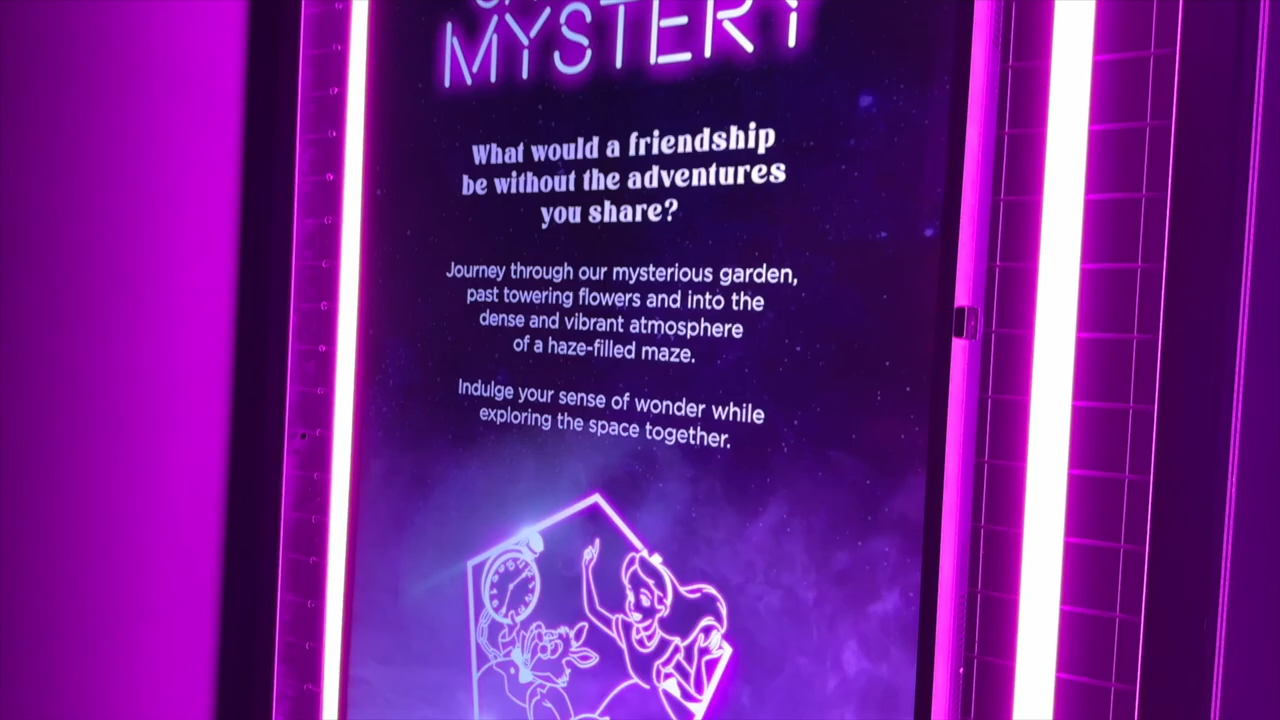 MYSTERY
What would a friendship
be without the adventures
you share?
Journey through our mysterious garden,
past towering flowers and into the
dense and vibrant atmosphere
of a haze-filled maze.
Indulge your sense of wonder while
exploring the space together.